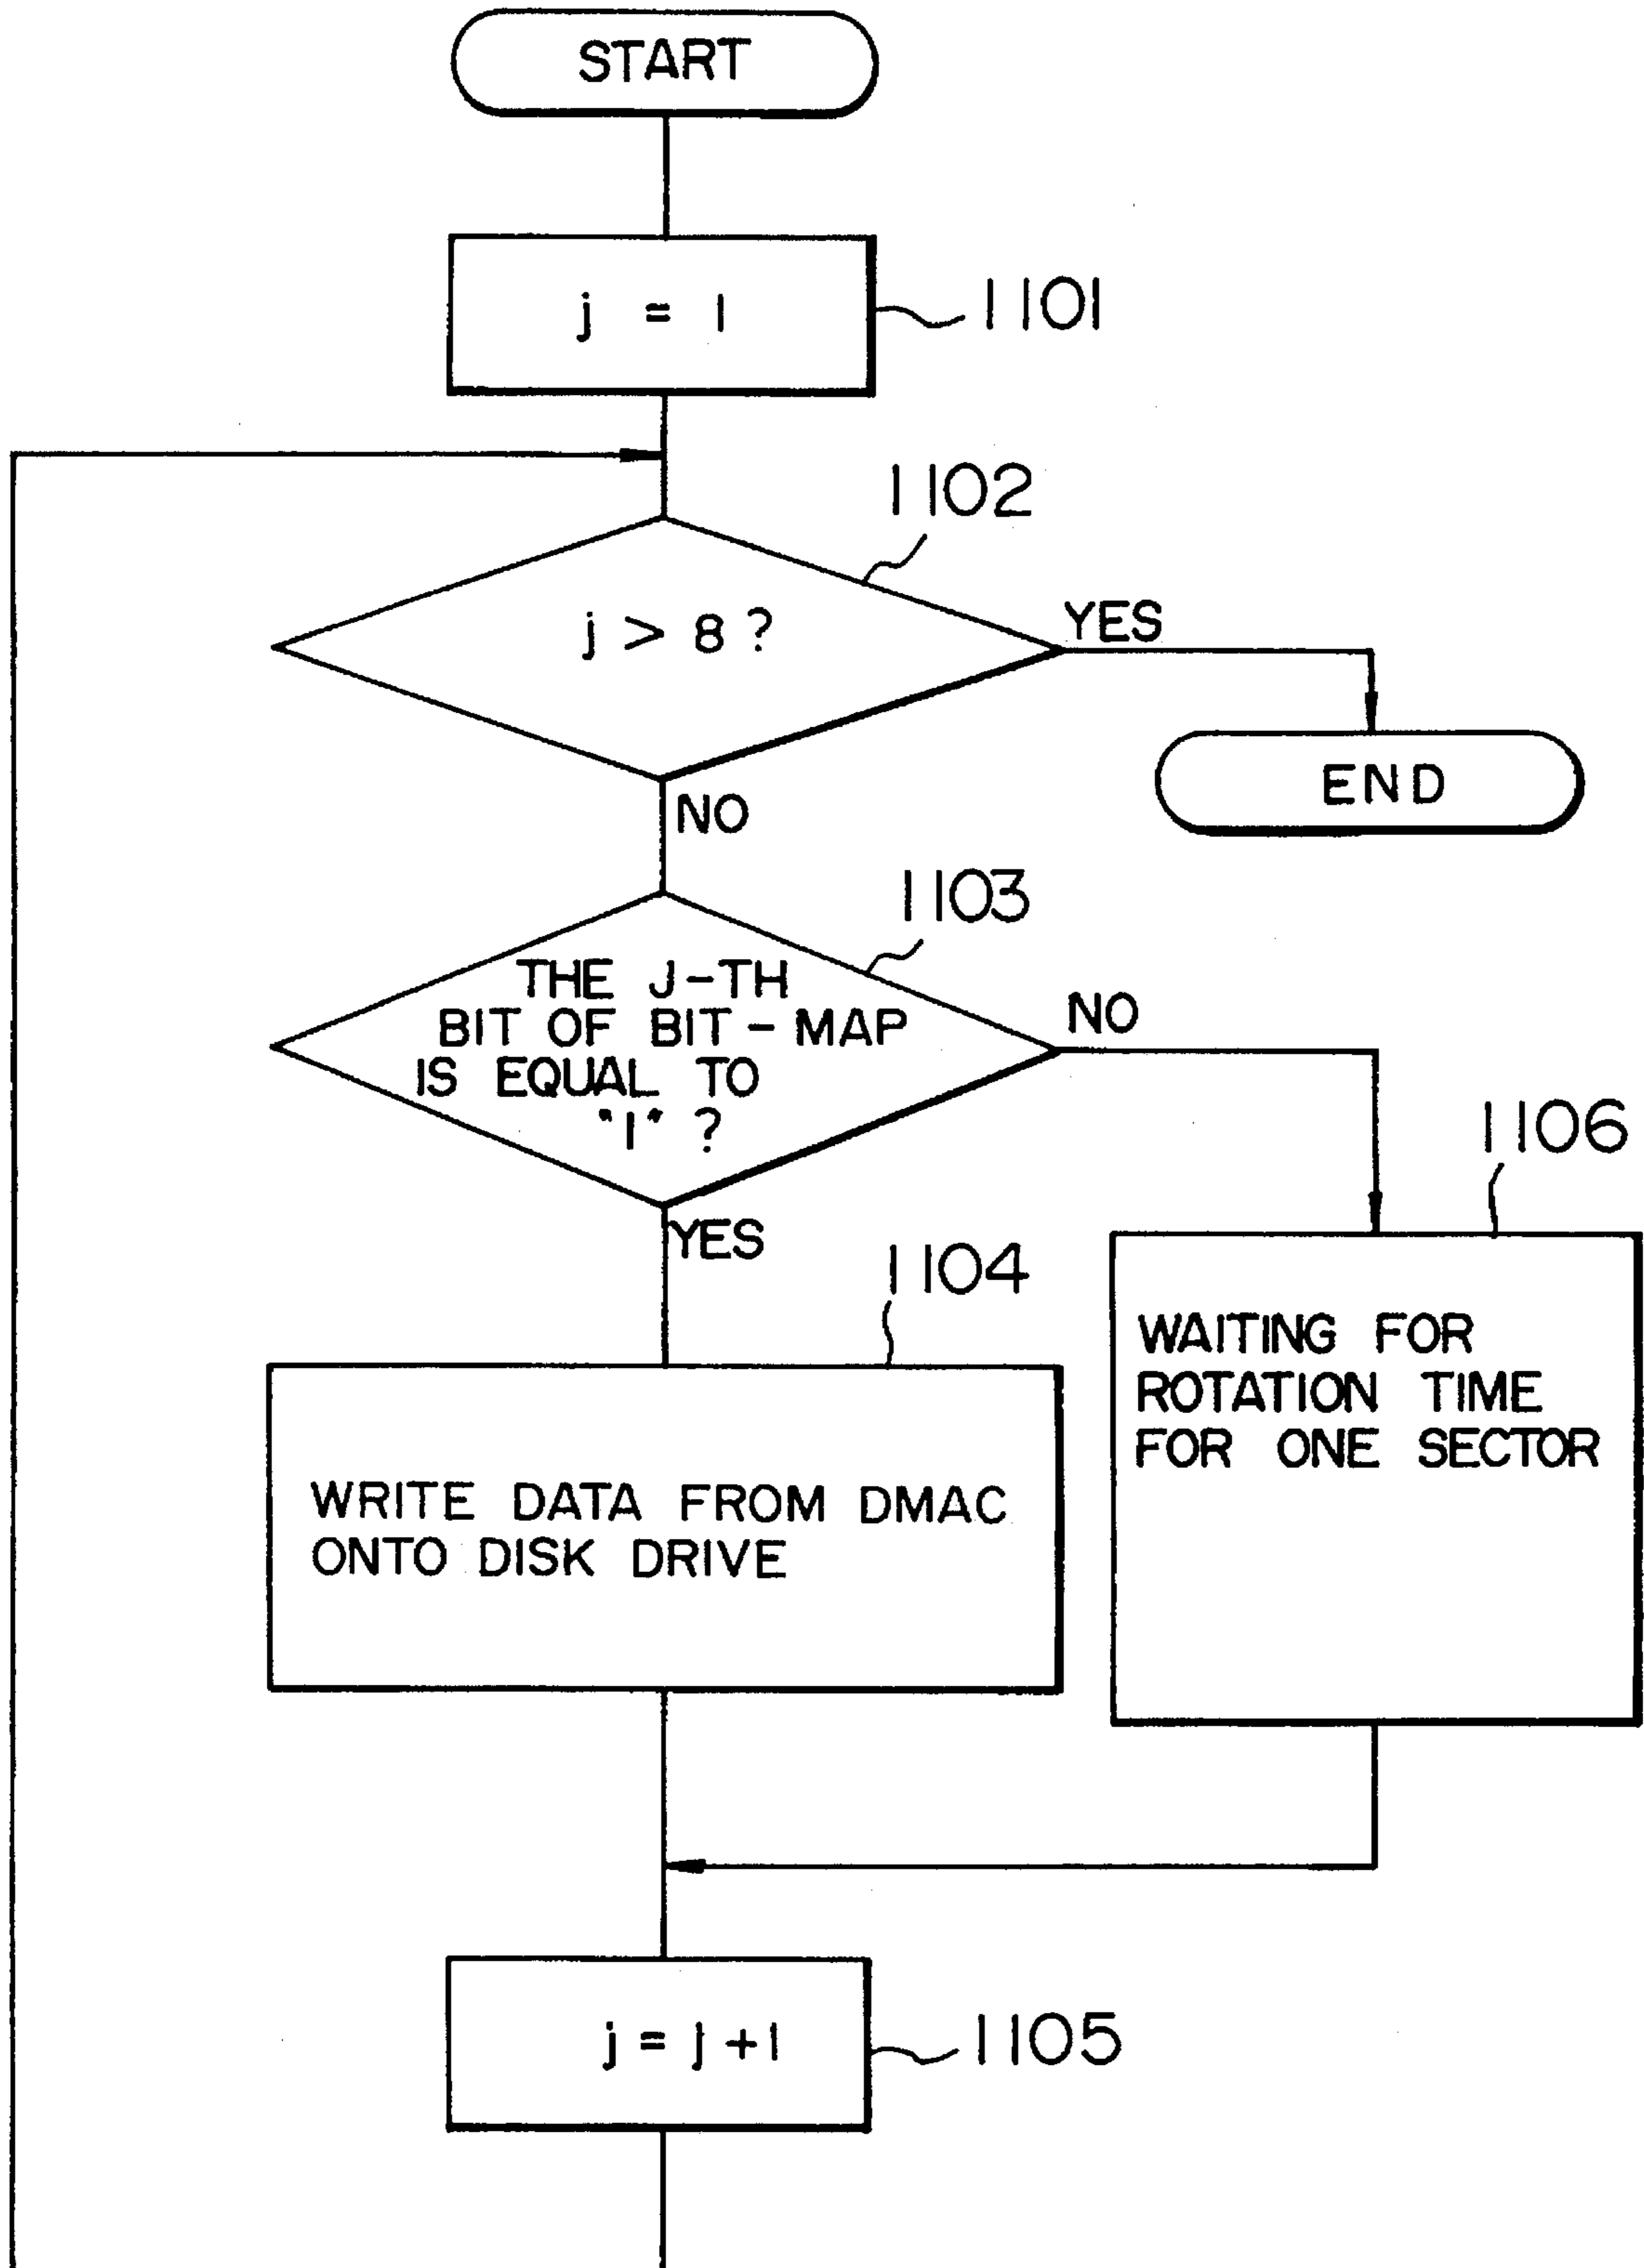 START
j = 1
1101
1102
j > 8 ?
YES
END
NO
1103
THE J-TH
BIT OF BIT-MAP
IS EQUAL TO
"1" ?
NO
1106
YES
1104
WAITING FOR
ROTATION TIME
FOR ONE SECTOR
WRITE DATA FROM DMAC
ONTO DISK DRIVE
j = j + 1
1105